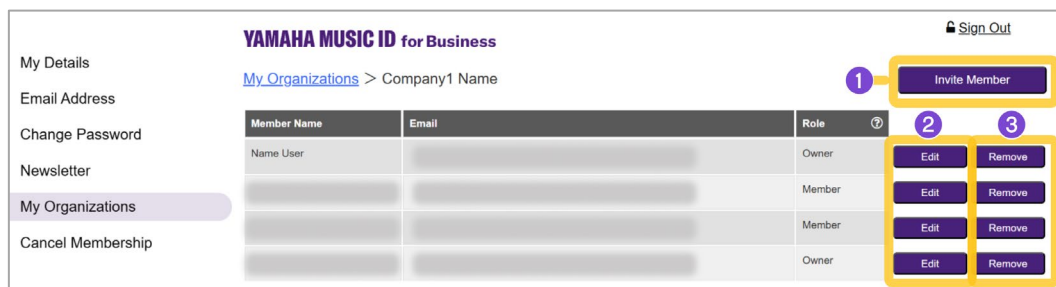 Sign Out
YAMAHA MUSIC ID for Business
My Details
My Organizations > Company1 Name
1
Invite Member
Email Address
Member Name Email Role ? 2 3
Change Password
Name User Owner Edit Remove
Newsletter
Member Edit Remove
My Organizations
Member Edit Remove
Cancel Membership
Owner Edit Remove